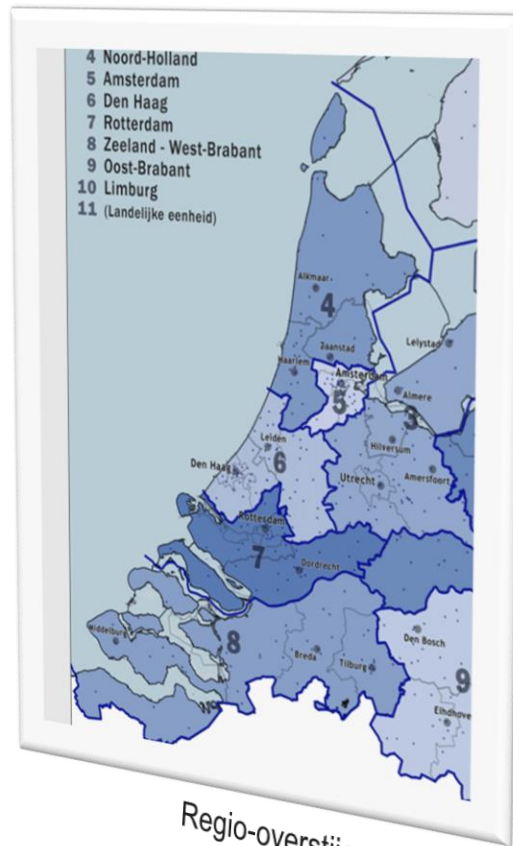 4 Noord-Holland
5 Amsterdam
6 Den Haag
7 Rotterdam
8 Zeeland - West-Brabant
9 Oost-Brabant
10 Limburg
11 (Landelijke eenheid)
Alkmaar
4
Zaanstad
Haarlem
Lelystad
Amsterdam
5
Almere
3
Leiden
6
Hilversum
Den Haag
Utrecht
Amersfoort
Rotterdam
7
Dordrecht
Middelburg
8
Breda
Tilburg
Den Bosch
9
Eindhove
Regio-overstij